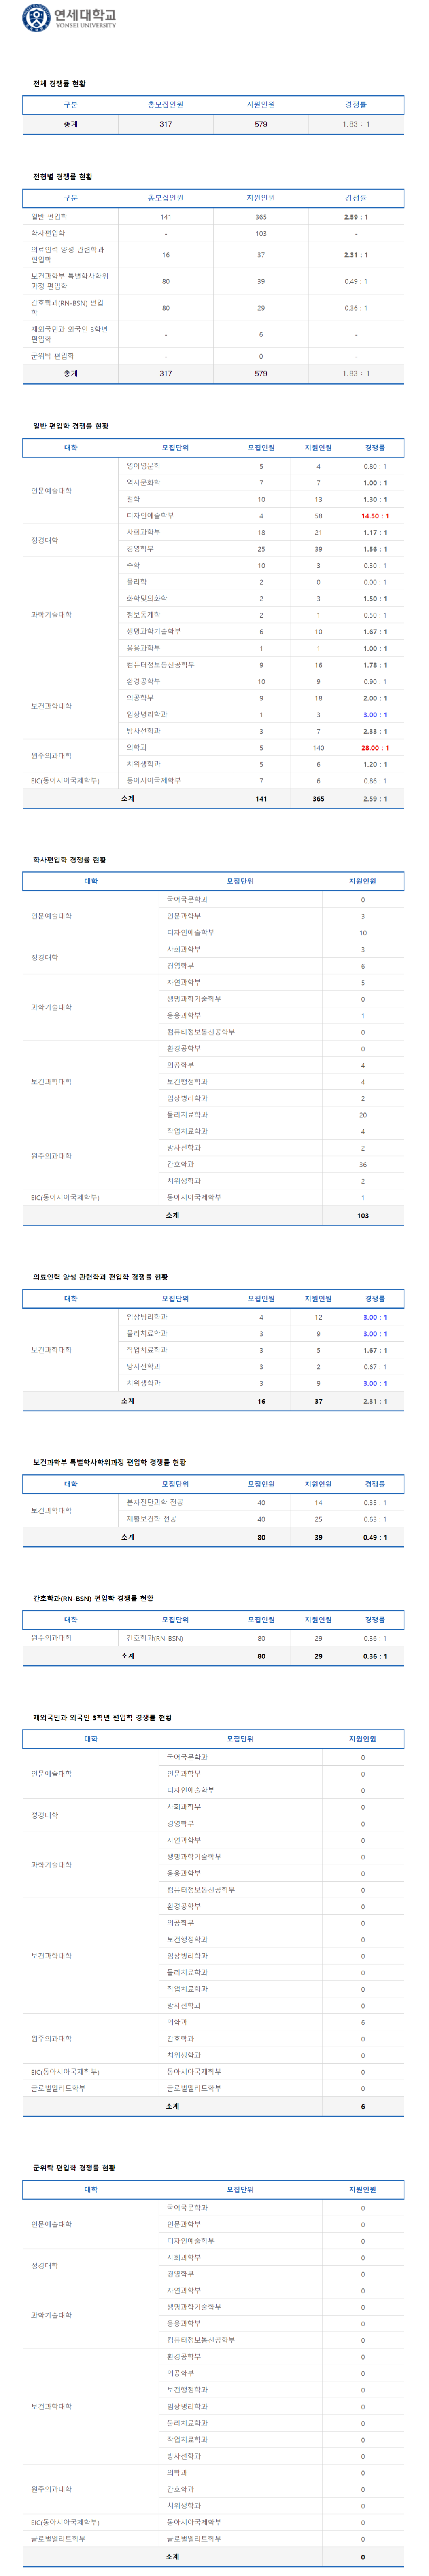 연세대학교
YONSEI UNIVERSITY
전체 경쟁률 현황
구분 총모집인원 지원인원 경쟁률
총계 317 579 1.83 : 1
전형별 경쟁률 현황
구분 총모집인원 지원인원 경쟁률
일반 편입학 141 365 2.59 : 1
학사편입학 - 103 -
의료인력 양성 관련학과
편입학 16 37 2.31 : 1
보건과학부 특별학사학위
과정 편입학 80 39 0.49 : 1
간호학과(RN-BSN) 편입
학 80 29 0.36 : 1
재외국민과 외국인 3학년
편입학 - 6 -
군위탁 편입학 - 0 -
총계 317 579 1.83 : 1
일반 편입학 경쟁률 현황
대학 모집단위 모집인원 지원인원 경쟁률
인문예술대학 영어영문학 5 4 0.80 : 1
역사문화학 7 7 1.00 : 1
철학 10 13 1.30 : 1
디자인예술학부 4 58 14.50 : 1
정경대학 사회과학부 18 21 1.17 : 1
경영학부 25 39 1.56 : 1
과학기술대학 수학 10 3 0.30 : 1
물리학 2 0 0.00 : 1
화학및의화학 2 3 1.50 : 1
정보통계학 2 1 0.50 : 1
생명과학기술학부 6 10 1.67 : 1
응용과학부 1 1 1.00 : 1
컴퓨터정보통신공학부 9 16 1.78 : 1
보건과학대학 환경공학부 10 9 0.90 : 1
의공학부 9 18 2.00 : 1
임상병리학과 1 3 3.00 : 1
방사선학과 3 7 2.33 : 1
원주의과대학 의학과 5 140 28.00 : 1
치위생학과 5 6 1.20 : 1
EIC(동아시아국제학부) 동아시아국제학부 7 6 0.86 : 1
소계 141 365 2.59 : 1
학사편입학 경쟁률 현황
대학 모집단위 지원인원
인문예술대학 국어국문학과 0
인문과학부 3
디자인예술학부 10
정경대학 사회과학부 3
경영학부 6
과학기술대학 자연과학부 5
생명과학기술학부 0
응용과학부 1
컴퓨터정보통신공학부 0
보건과학대학 환경공학부 0
의공학부 4
보건행정학과 4
임상병리학과 2
물리치료학과 20
원주의과대학 작업치료학과 4
방사선학과 2
간호학과 36
치위생학과 2
EIC(동아시아국제학부) 동아시아국제학부 1
소계 103
의료인력 양성 관련학과 편입학 경쟁률 현황
대학 모집단위 모집인원 지원인원 경쟁률
보건과학대학 임상병리학과 4 12 3.00 : 1
물리치료학과 3 9 3.00 : 1
작업치료학과 3 5 1.67 : 1
방사선학과 3 2 0.67 : 1
치위생학과 3 9 3.00 : 1
소계 16 37 2.31 : 1
보건과학부 특별학사학위과정 편입학 경쟁률 현황
대학 모집단위 모집인원 지원인원 경쟁률
보건과학대학 분자진단과학 전공 40 14 0.35 : 1
재활보건학 전공 40 25 0.63 : 1
소계 80 39 0.49 : 1
간호학과(RN-BSN) 편입학 경쟁률 현황
대학 모집단위 모집인원 지원인원 경쟁률
원주의과대학 간호학과(RN-BSN) 80 29 0.36 : 1
소계 80 29 0.36 : 1
재외국민과 외국인 3학년 편입학 경쟁률 현황
대학 모집단위 지원인원
인문예술대학 국어국문학과 0
인문과학부 0
디자인예술학부 0
정경대학 사회과학부 0
경영학부 0
과학기술대학 자연과학부 0
생명과학기술학부 0
응용과학부 0
컴퓨터정보통신공학부 0
보건과학대학 환경공학부 0
의공학부 0
보건행정학과 0
임상병리학과 0
물리치료학과 0
작업치료학과 0
방사선학과 0
원주의과대학 의학과 6
간호학과 0
치위생학과 0
EIC(동아시아국제학부) 동아시아국제학부 0
글로벌엘리트학부 글로벌엘리트학부 0
소계 6
군위탁 편입학 경쟁률 현황
대학 모집단위 지원인원
인문예술대학 국어국문학과 0
인문과학부 0
디자인예술학부 0
정경대학 사회과학부 0
경영학부 0
과학기술대학 자연과학부 0
생명과학기술학부 0
응용과학부 0
컴퓨터정보통신공학부 0
보건과학대학 환경공학부 0
의공학부 0
보건행정학과 0
임상병리학과 0
물리치료학과 0
작업치료학과 0
방사선학과 0
원주의과대학 의학과 0
간호학과 0
치위생학과 0
EIC(동아시아국제학부) 동아시아국제학부 0
글로벌엘리트학부 글로벌엘리트학부 0
소계 0